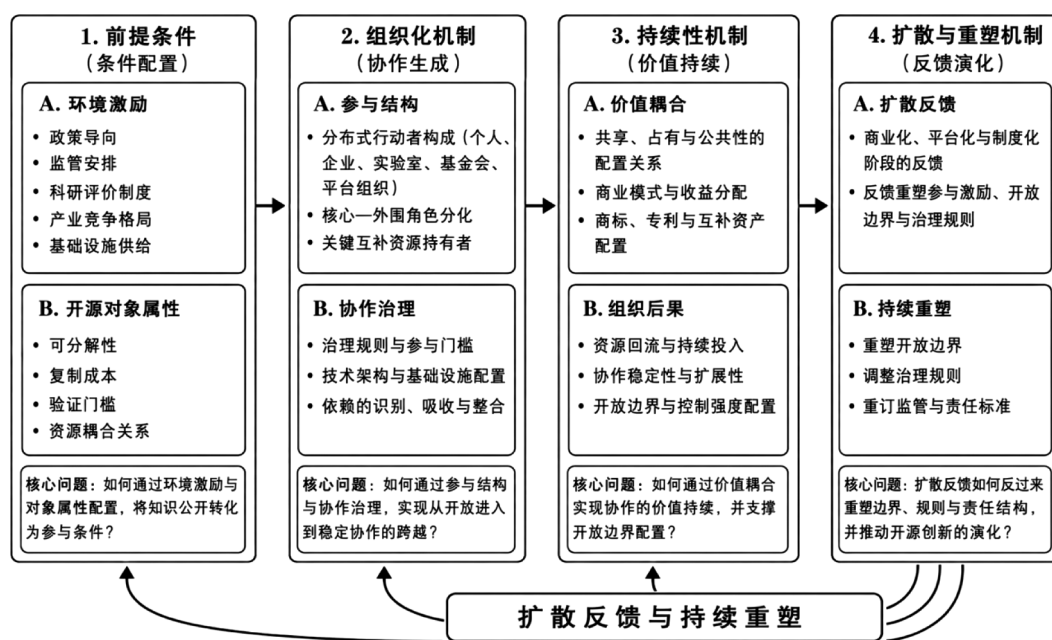 1. 前提条件
（条件配置）
A. 环境激励
• 政策导向
• 监管安排
• 科研评价制度
• 产业竞争格局
• 基础设施供给
B. 开源对象属性
• 可分解性
• 复制成本
• 验证门槛
• 资源耦合关系
核心问题：如何通过环境激励与
对象属性配置，将知识公开转化
为参与条件？
2. 组织化机制
（协作生成）
A. 参与结构
• 分布式行动者构成（个人、
企业、实验室、基金会、
平台组织）
• 核心—外围角色分化
• 关键互补资源持有者
B. 协作治理
• 治理规则与参与门槛
• 技术架构与基础设施配置
• 依赖的识别、吸收与整合
核心问题：如何通过参与结构
与协作治理，实现从开放进入
到稳定协作的跨越？
3. 持续性机制
（价值持续）
A. 价值耦合
• 共享、占有与公共性的
配置关系
• 商业模式与收益分配
• 商标、专利与互补资产
配置
B. 组织后果
• 资源回流与持续投入
• 协作稳定性与扩展性
• 开放边界与控制强度配置
核心问题：如何通过价值耦合
实现协作的价值持续，并支撑
开放边界配置？
4. 扩散与重塑机制
（反馈演化）
A. 扩散反馈
• 商业化、平台化与制度化
阶段的反馈
• 反馈重塑参与激励、开放
边界与治理规则
B. 持续重塑
• 重塑开放边界
• 调整治理规则
• 重订监管与责任标准
核心问题：扩散反馈如何反过来
重塑边界、规则与责任结构，
并推动开源创新的演化？
扩散反馈与持续重塑